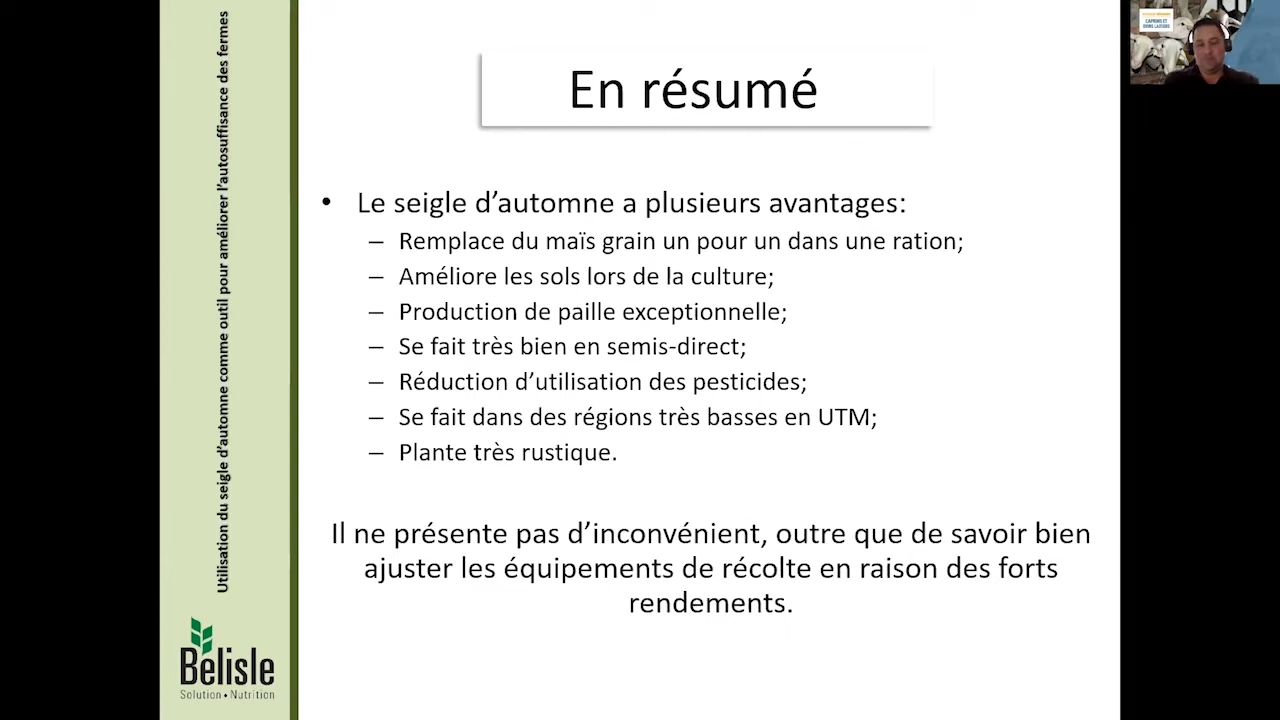 Utilisation du seigle d'automne comme outil pour améliorer l'autosuffisance des fermes
En résumé
• Le seigle d'automne a plusieurs avantages:
– Remplace du maïs grain un pour un dans une ration;
– Améliore les sols lors de la culture;
– Production de paille exceptionnelle;
– Se fait très bien en semis-direct;
– Réduction d'utilisation des pesticides;
– Se fait dans des régions très basses en UTM;
– Plante très rustique.
Il ne présente pas d'inconvénient, outre que de savoir bien
ajuster les équipements de récolte en raison des forts
rendements.
Belisle
Solution • Nutrition
CAPRINS ET
OVINS LAITIERS